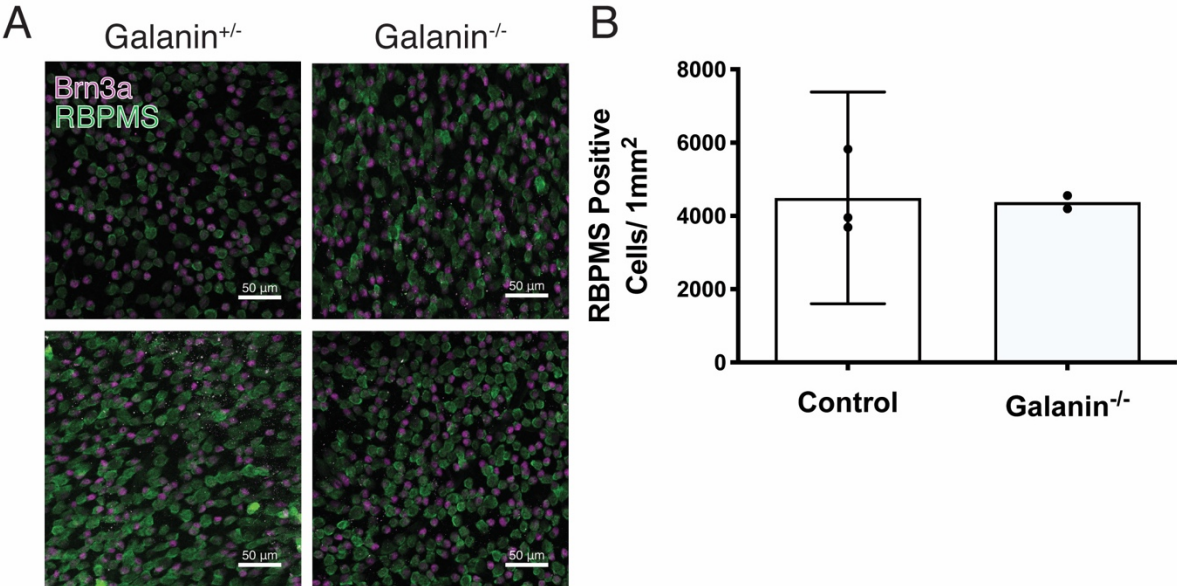 A
Galanin+/-
Galanin-/-
Brn3a
RBPMS
50 µm
50 µm
50 µm
50 µm
B
RBPMS Positive
Cells/ 1mm2
8000
6000
4000
2000
0
Control
Galanin-/-